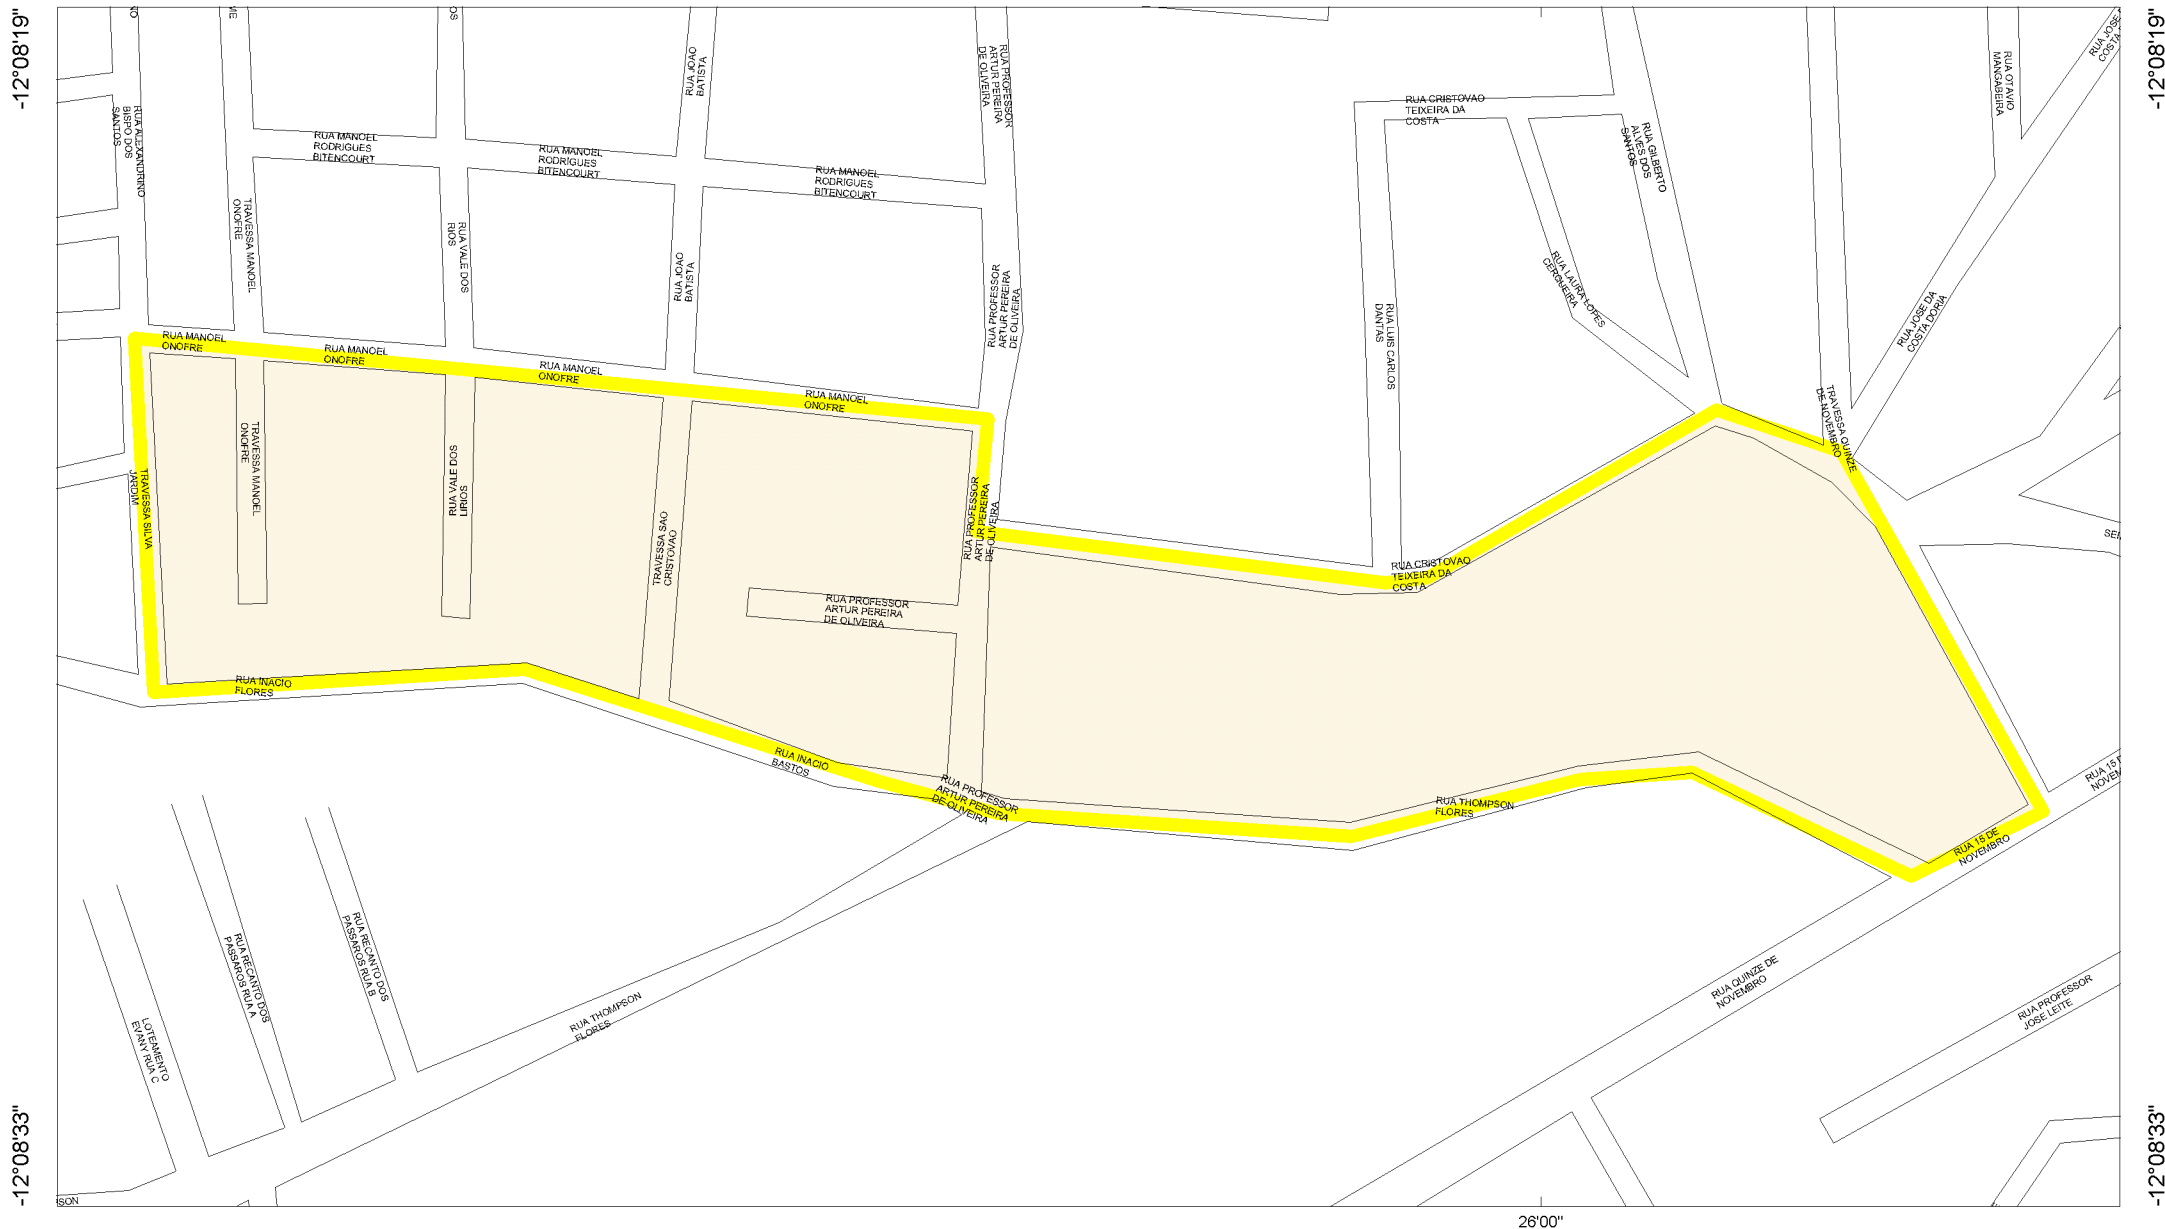 -12°08'19"
-12°08'19"
RUA JOAO
BATISTA
RUA PROFESSOR
ARTUR PEREIRA
DE OLIVEIRA
RUA CRISTOVAO
TEIXEIRA DA
COSTA
RUA OTAVIO
MANGABEIRA
RUA JOSE D
COSTA
RUA ALEXANDRINO
BISPO DOS
SANTOS
RUA MANOEL
RODRIGUES
BITENCOURT
RUA MANOEL
RODRIGUES
BITENCOURT
RUA MANOEL
RODRIGUES
BITENCOURT
RUA GILBERTO
ALVES DOS
SANTOS
TRAVESSA MANOEL
ONOFRE
RUA VALE DOS
RIOS
RUA JOAO
BATISTA
RUA PROFESSOR
ARTUR PEREIRA
DE OLIVEIRA
RUA LUIS CARLOS
DANTAS
RUA LAURA LOPES
CERQUEIRA
RUA JOSE DA
COSTA DORIA
RUA MANOEL
ONOFRE
RUA MANOEL
ONOFRE
RUA MANOEL
ONOFRE
RUA MANOEL
ONOFRE
TRAVESSA QUINZE
DE NOVEMBRO
TRAVESSA SILVA
JARDIM
TRAVESSA MANOEL
ONOFRE
RUA VALE DOS
LIRIOS
TRAVESSA SAO
CRISTOVAO
RUA PROFESSOR
ARTUR PEREIRA
DE OLIVEIRA
RUA CRISTOVAO
TEIXEIRA DA
COSTA
SEN
RUA PROFESSOR
ARTUR PEREIRA
DE OLIVEIRA
RUA INACIO
FLORES
RUA INACIO
BASTOS
RUA PROFESSOR
ARTUR PEREIRA
DE OLIVEIRA
RUA THOMPSON
FLORES
RUA 15 DE
NOVEMBRO
RUA 15 D
NOVEM
RUA RECANTO DOS
PASSAROS RUA A
RUA RECANTO DOS
PASSAROS RUA B
LOTEAMENTO
EVANY RUA C
RUA THOMPSON
FLORES
RUA QUINZE DE
NOVEMBRO
RUA PROFESSOR
JOSE LEITE
-12°08'33"
-12°08'33"
SON
26'00"